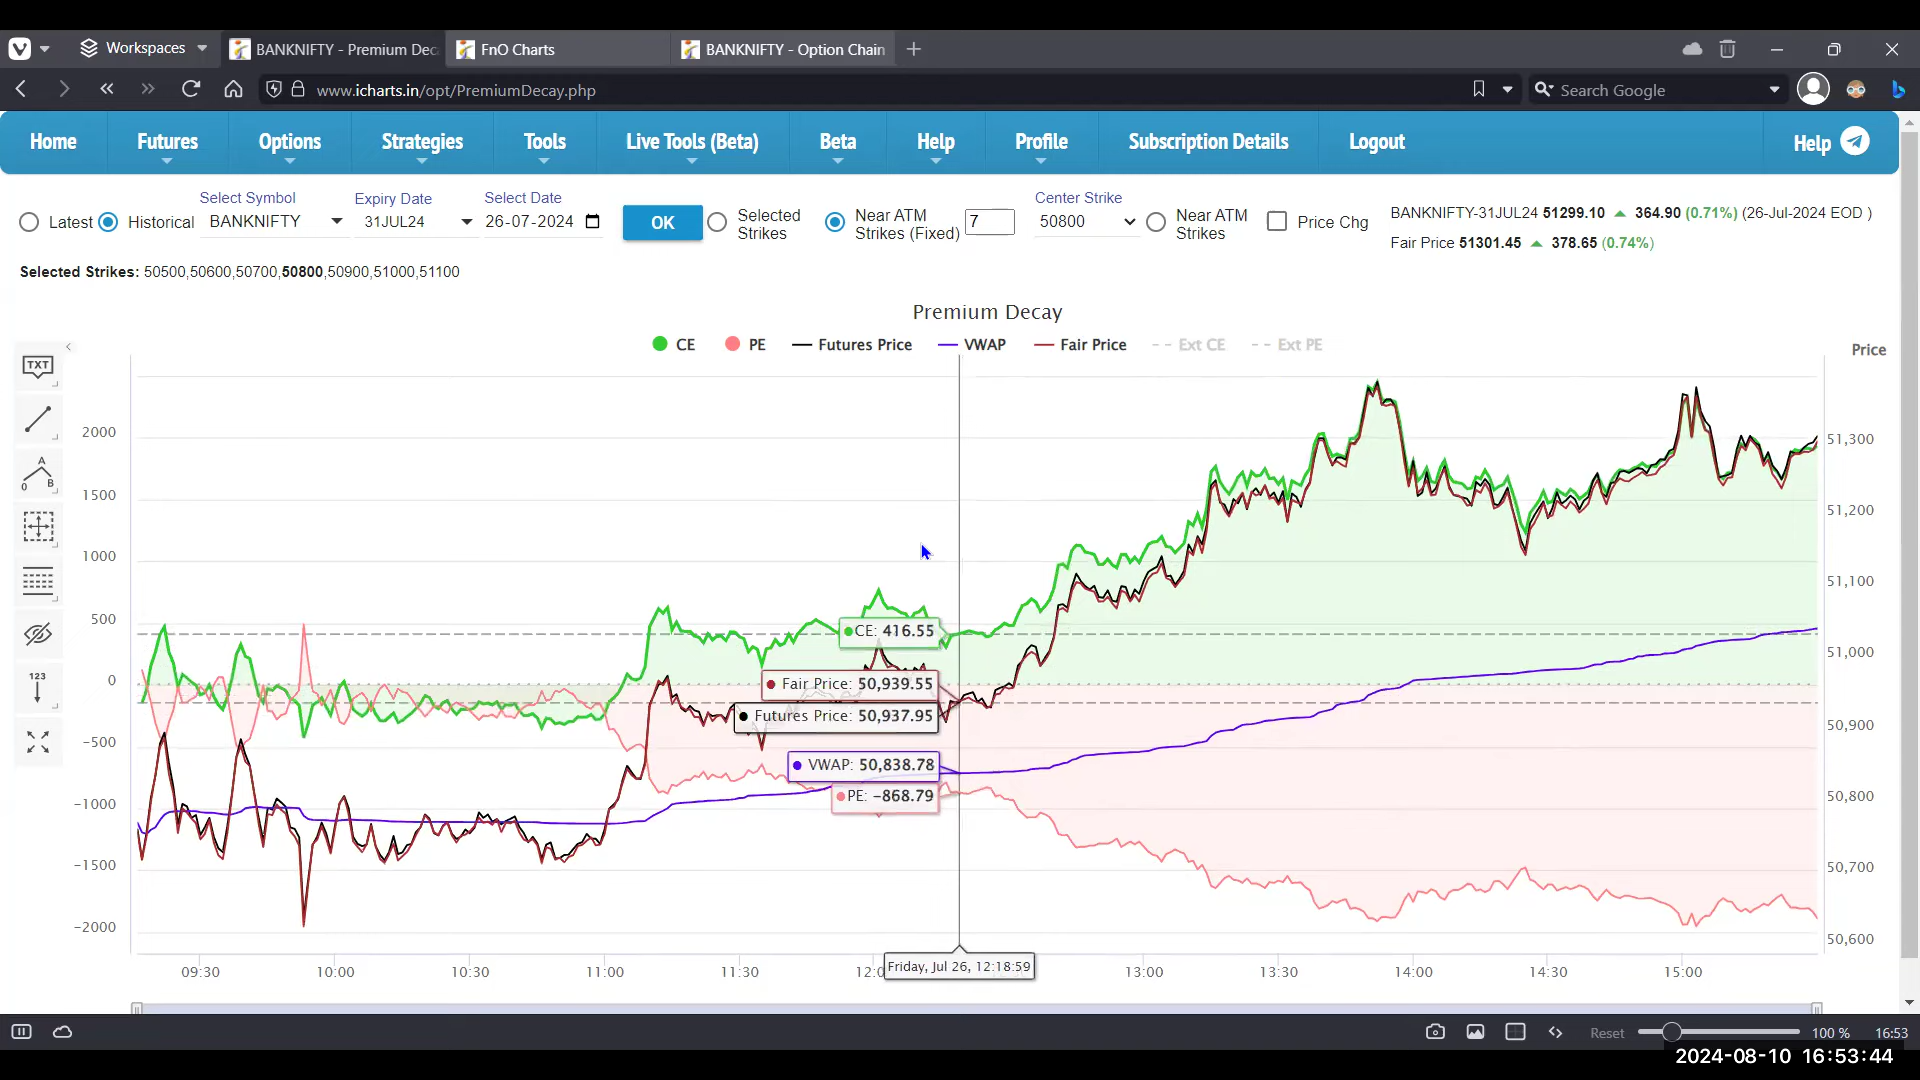 Workspaces
BANKNIFTY - Premium Dec
FnO Charts
BANKNIFTY - Option Chain
www.icharts.in/opt/PremiumDecay.php
Search Google
Home
Futures
Options
Strategies
Tools
Live Tools (Beta)
Beta
Help
Profile
Subscription Details
Logout
Help
Latest
Historical
Select Symbol
BANKNIFTY
Expiry Date
31JUL24
Select Date
26-07-2024
OK
Selected Strikes
Near ATM Strikes (Fixed)
7
Center Strike
50800
Near ATM Strikes
Price Chg
BANKNIFTY-31JUL24 51299.10 ▲ 364.90 (0.71%) (26-Jul-2024 EOD )
Fair Price 51301.45 ▲ 378.65 (0.74%)
Selected Strikes: 50500,50600,50700,50800,50900,51000,51100
Premium Decay
CE
PE
Futures Price
VWAP
Fair Price
Ext CE
Ext PE
Price
TXT
A
0 B
123
2000
1500
1000
500
0
-500
-1000
-1500
-2000
51,300
51,200
51,100
51,000
50,900
50,800
50,700
50,600
CE: 416.55
Fair Price: 50,939.55
Futures Price: 50,937.95
VWAP: 50,838.78
PE: -868.79
09:30
10:00
10:30
11:00
11:30
12:0
Friday, Jul 26, 12:18:59
13:00
13:30
14:00
14:30
15:00
Reset
100 %
16:53
2024-08-10 16:53:44